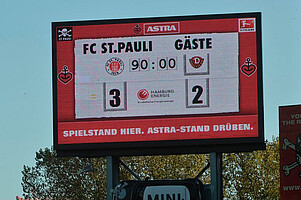 ASTRA
FC ST.PAULI GÄSTE
90:00
3 2
HAMBURG
ENERGIE
SPIELSTAND HIER. ASTRA-STAND DRÜBEN.
MINI